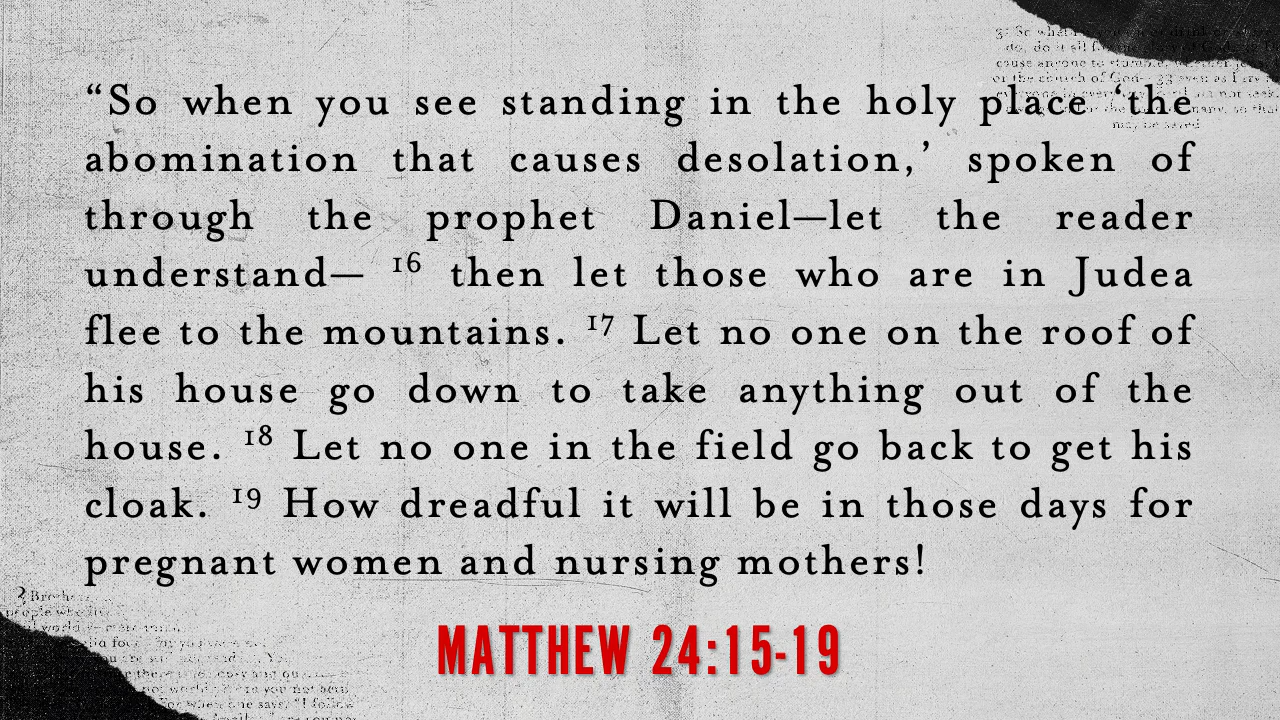 “So when you see standing in the holy place ‘the
abomination that causes desolation,’ spoken of
through the prophet Daniel—let the reader
understand— ¹⁶ then let those who are in Judea
flee to the mountains. ¹⁷ Let no one on the roof of
his house go down to take anything out of the
house. ¹⁸ Let no one in the field go back to get his
cloak. ¹⁹ How dreadful it will be in those days for
pregnant women and nursing mothers!
MATTHEW 24:15-19